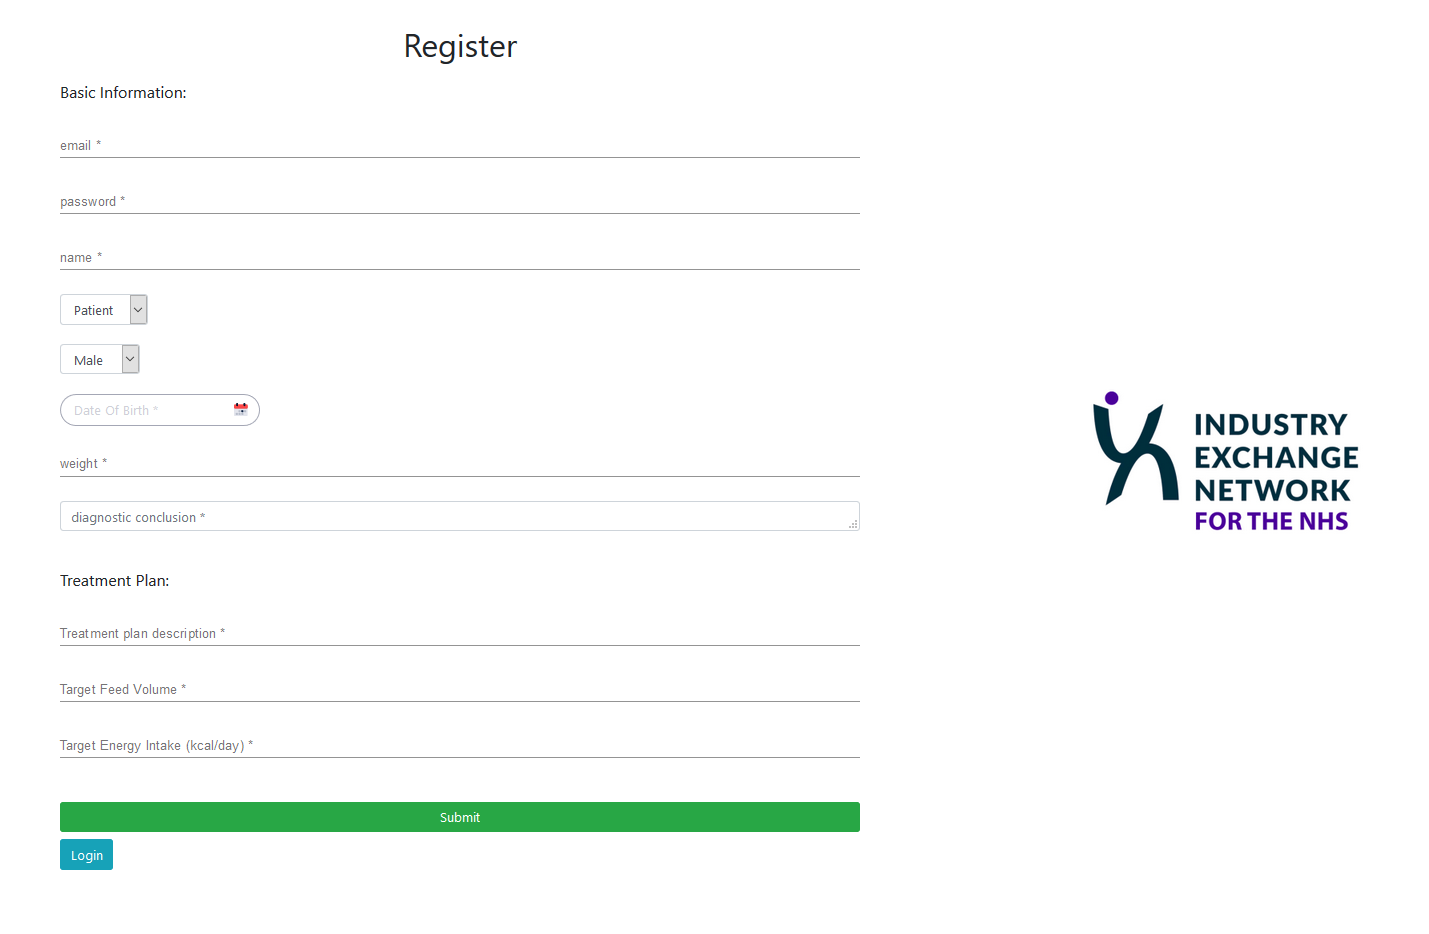 Register
Basic Information:
email *
password *
name *
Patient
Male
Date Of Birth *
weight *
diagnostic conclusion *
Treatment Plan:
Treatment plan description *
Target Feed Volume *
Target Energy Intake (kcal/day) *
Submit
Login
INDUSTRY
EXCHANGE
NETWORK
FOR THE NHS